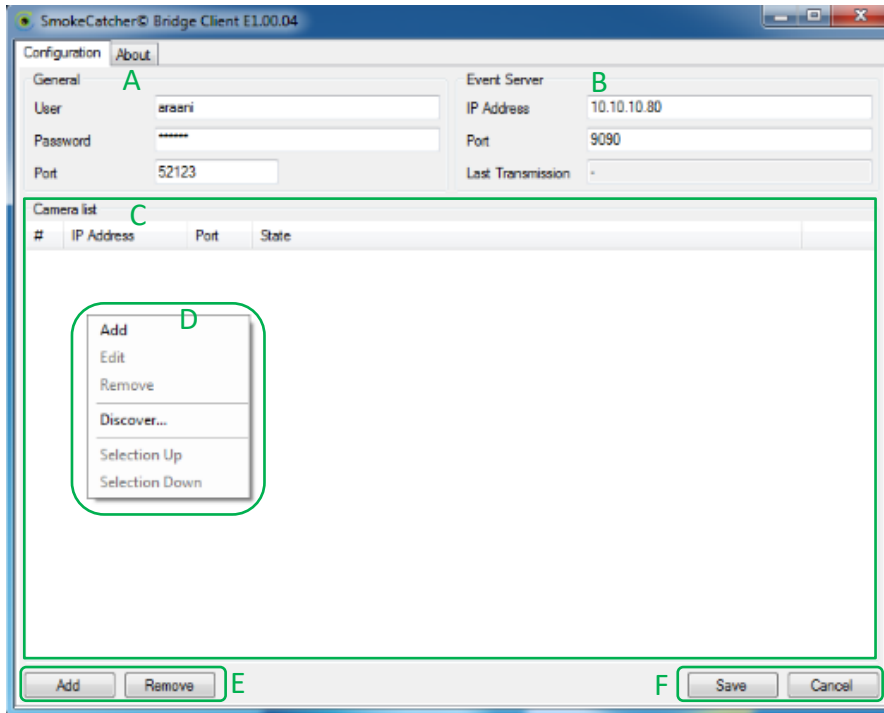 SmokeCatcher© Bridge Client E1.00.04
Configuration About
A
General
User araani
Password ******
Port 52123
B
Event Server
IP Address 10.10.10.80
Port 9090
Last Transmission -
C
Camera list
# IP Address Port State
D
Add
Edit
Remove
Discover...
Selection Up
Selection Down
Add Remove E
F Save Cancel